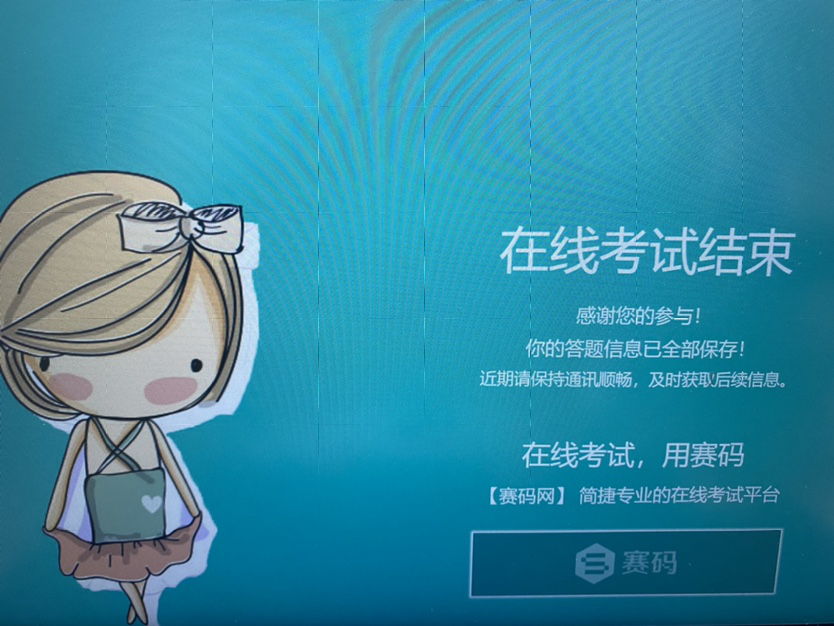 在线考试结束
感谢您的参与！
你的答题信息已全部保存！
近期请保持通讯顺畅，及时获取后续信息。
在线考试，用赛码
【赛码网】 简捷专业的在线考试平台
赛码